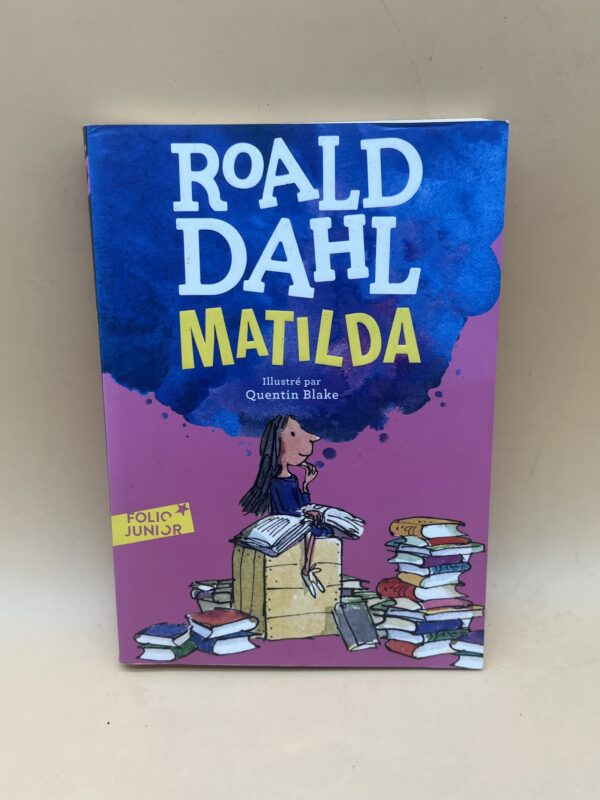 ROALD
DAHL
MATILDA
Illustré par
Quentin Blake
FOLIO
JUNIOR